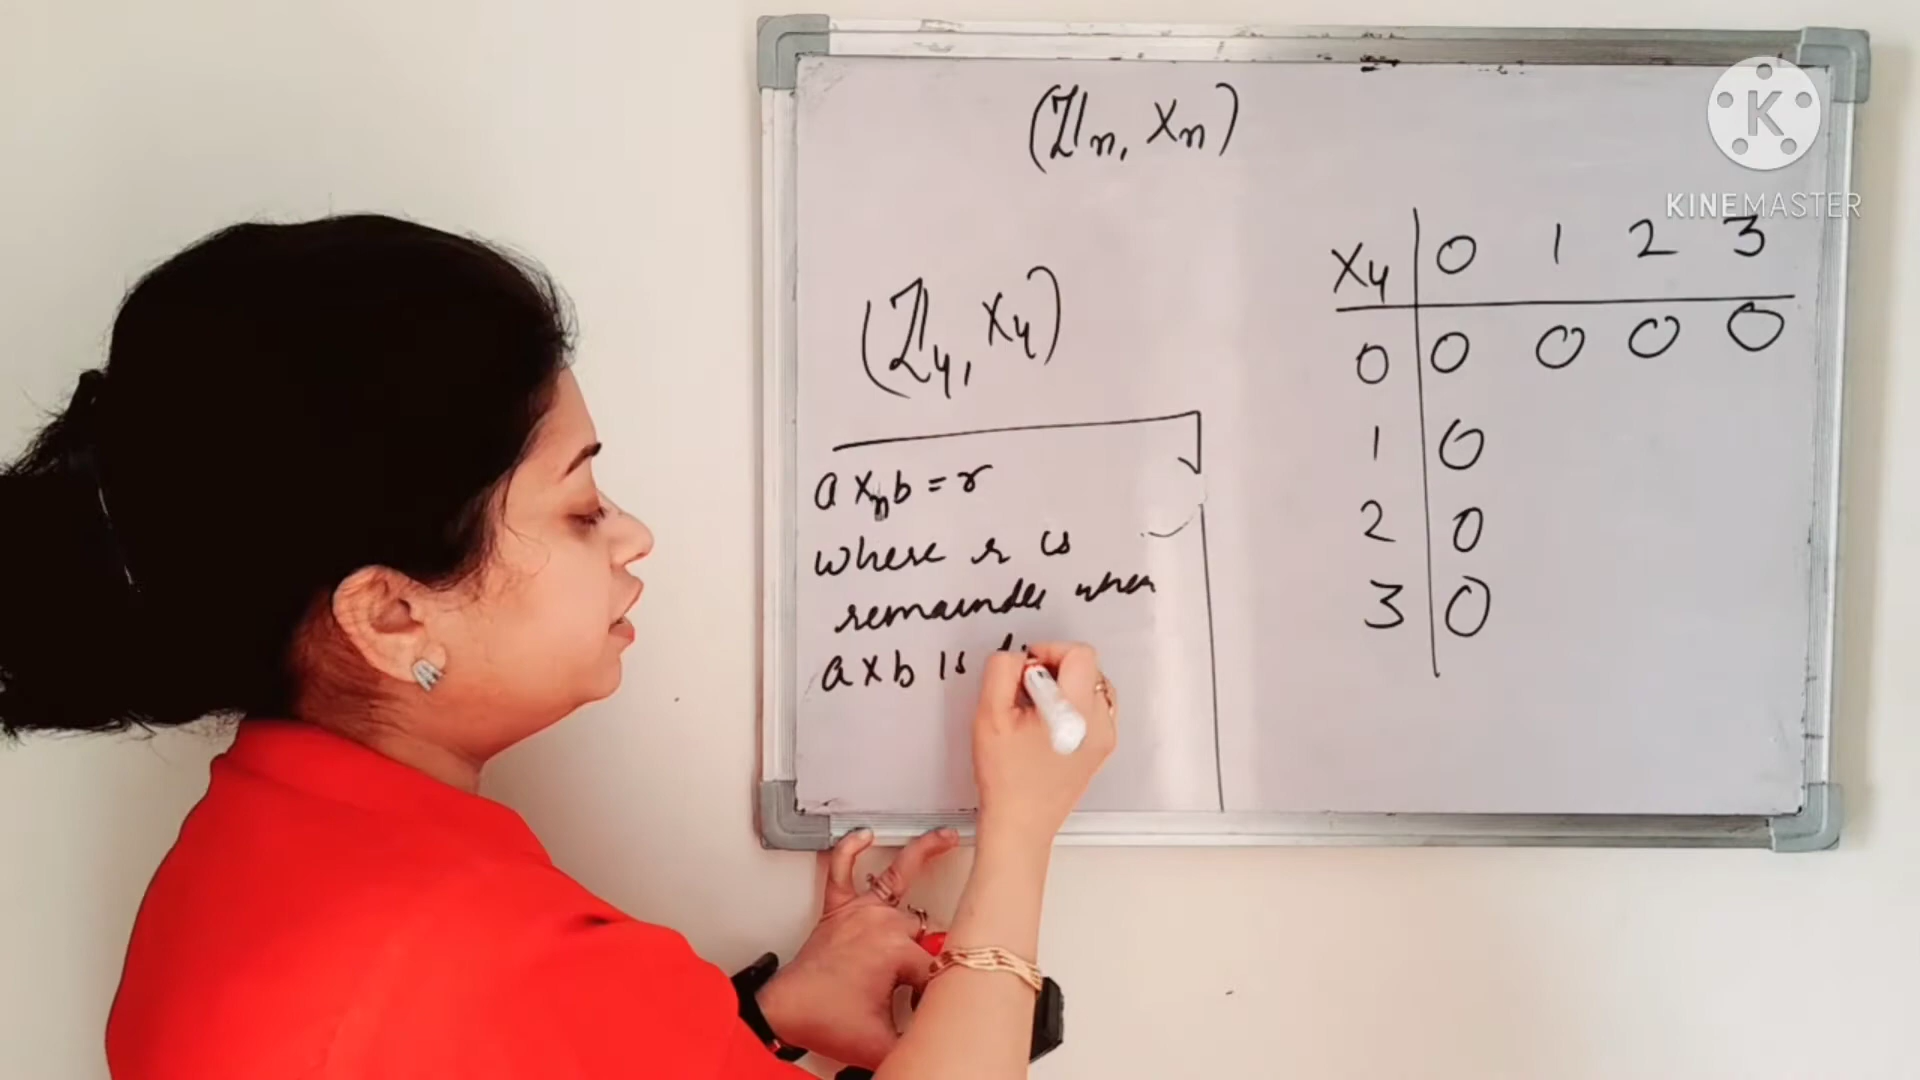 (ℤn, Xn)
K
KINEMASTER
(ℤ4, X4)
a Xn b = r
where r is
remainder when
a X b is
X4 0 1 2 3
0 0 0 0 0
1 0
2 0
3 0